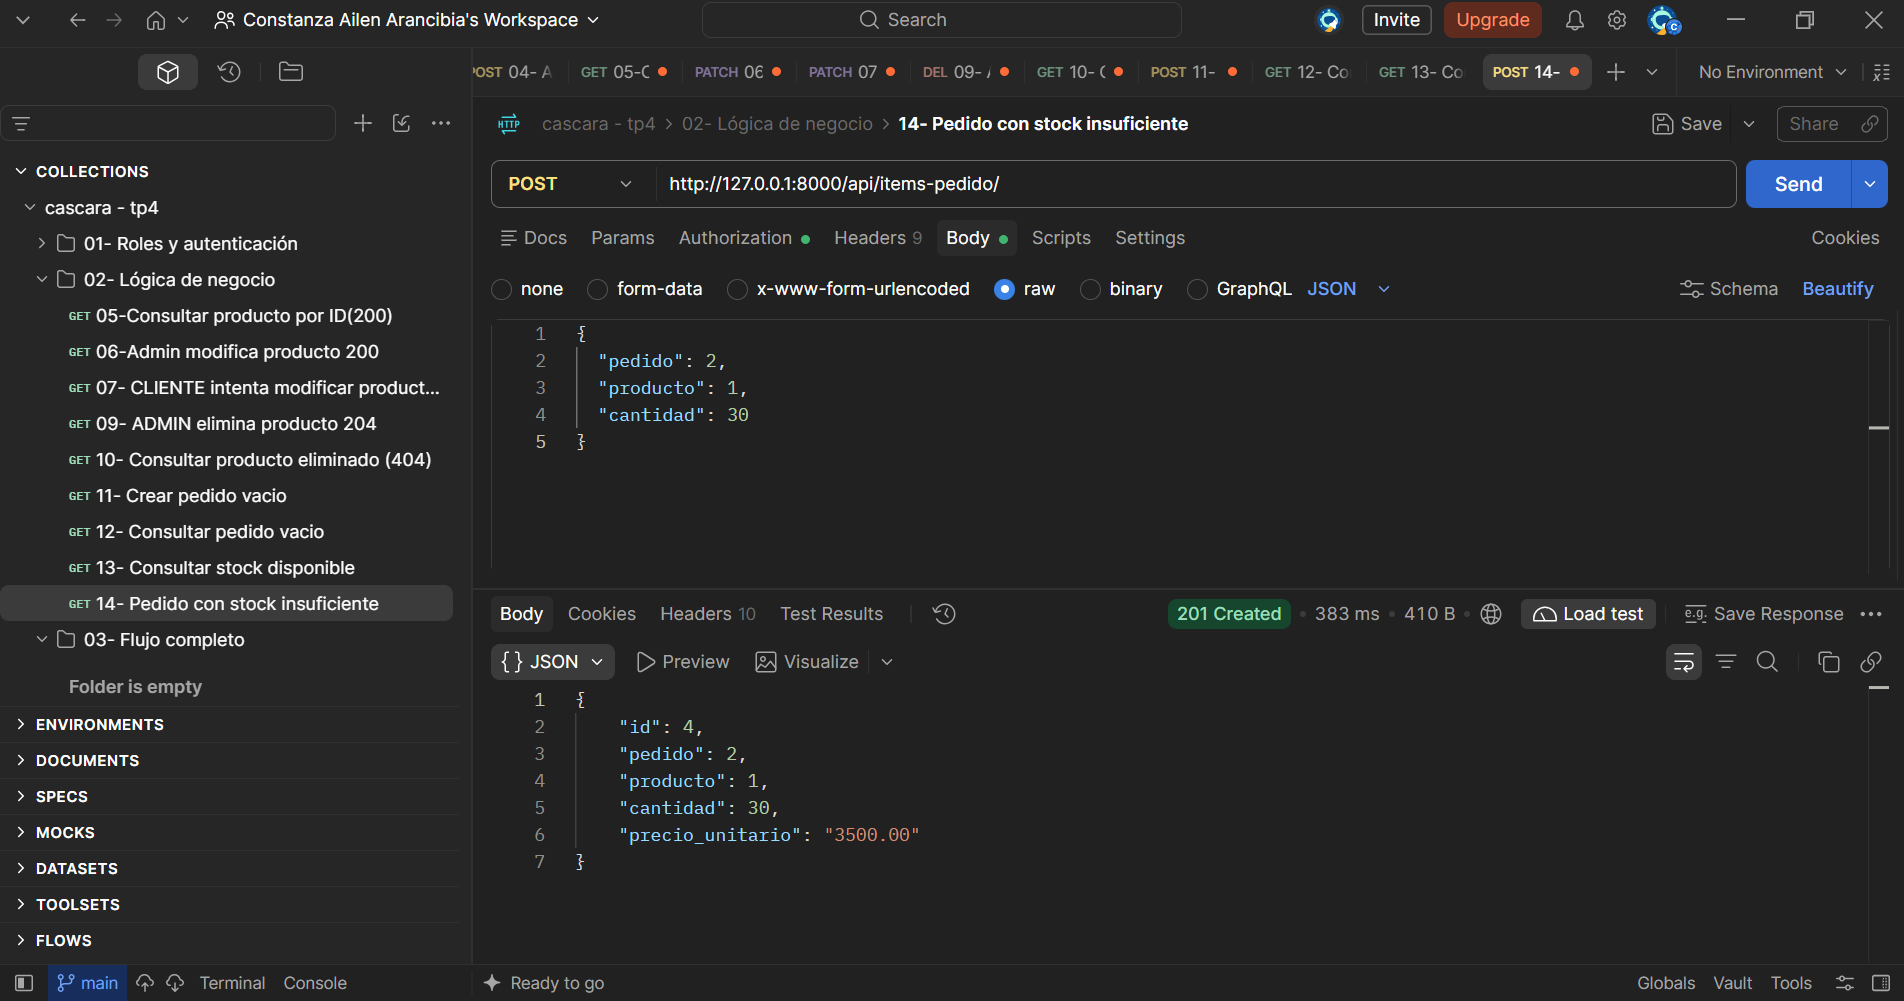 Constanza Ailen Arancibia's Workspace
Search
Invite
Upgrade
POST 04- A
GET 05-C
PATCH 06
PATCH 07
DEL 09- A
GET 10- C
POST 11-
GET 12- Co
GET 13- Co
POST 14-
No Environment
HTTP
cascara - tp4 > 02- Lógica de negocio > 14- Pedido con stock insuficiente
Save
Share
COLLECTIONS
cascara - tp4
01- Roles y autenticación
02- Lógica de negocio
GET 05-Consultar producto por ID(200)
GET 06-Admin modifica producto 200
GET 07- CLIENTE intenta modificar product...
GET 09- ADMIN elimina producto 204
GET 10- Consultar producto eliminado (404)
GET 11- Crear pedido vacio
GET 12- Consultar pedido vacio
GET 13- Consultar stock disponible
GET 14- Pedido con stock insuficiente
03- Flujo completo
Folder is empty
ENVIRONMENTS
DOCUMENTS
SPECS
MOCKS
DATASETS
TOOLSETS
FLOWS
POST
http://127.0.0.1:8000/api/items-pedido/
Send
Docs
Params
Authorization
Headers 9
Body
Scripts
Settings
Cookies
none
form-data
x-www-form-urlencoded
raw
binary
GraphQL
JSON
Schema
Beautify
1 {
2 "pedido": 2,
3 "producto": 1,
4 "cantidad": 30
5 }
Body
Cookies
Headers 10
Test Results
201 Created
383 ms
410 B
Load test
e.g. Save Response
{} JSON
Preview
Visualize
1 {
2 "id": 4,
3 "pedido": 2,
4 "producto": 1,
5 "cantidad": 30,
6 "precio_unitario": "3500.00"
7 }
main
Terminal
Console
Ready to go
Globals
Vault
Tools